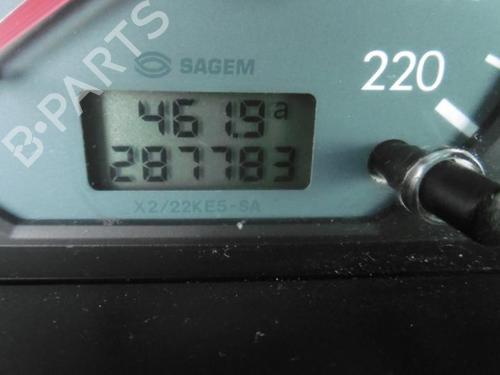 B-PARTS
SAGEM
220
461.9 a
287783
X2/22KE5-SA